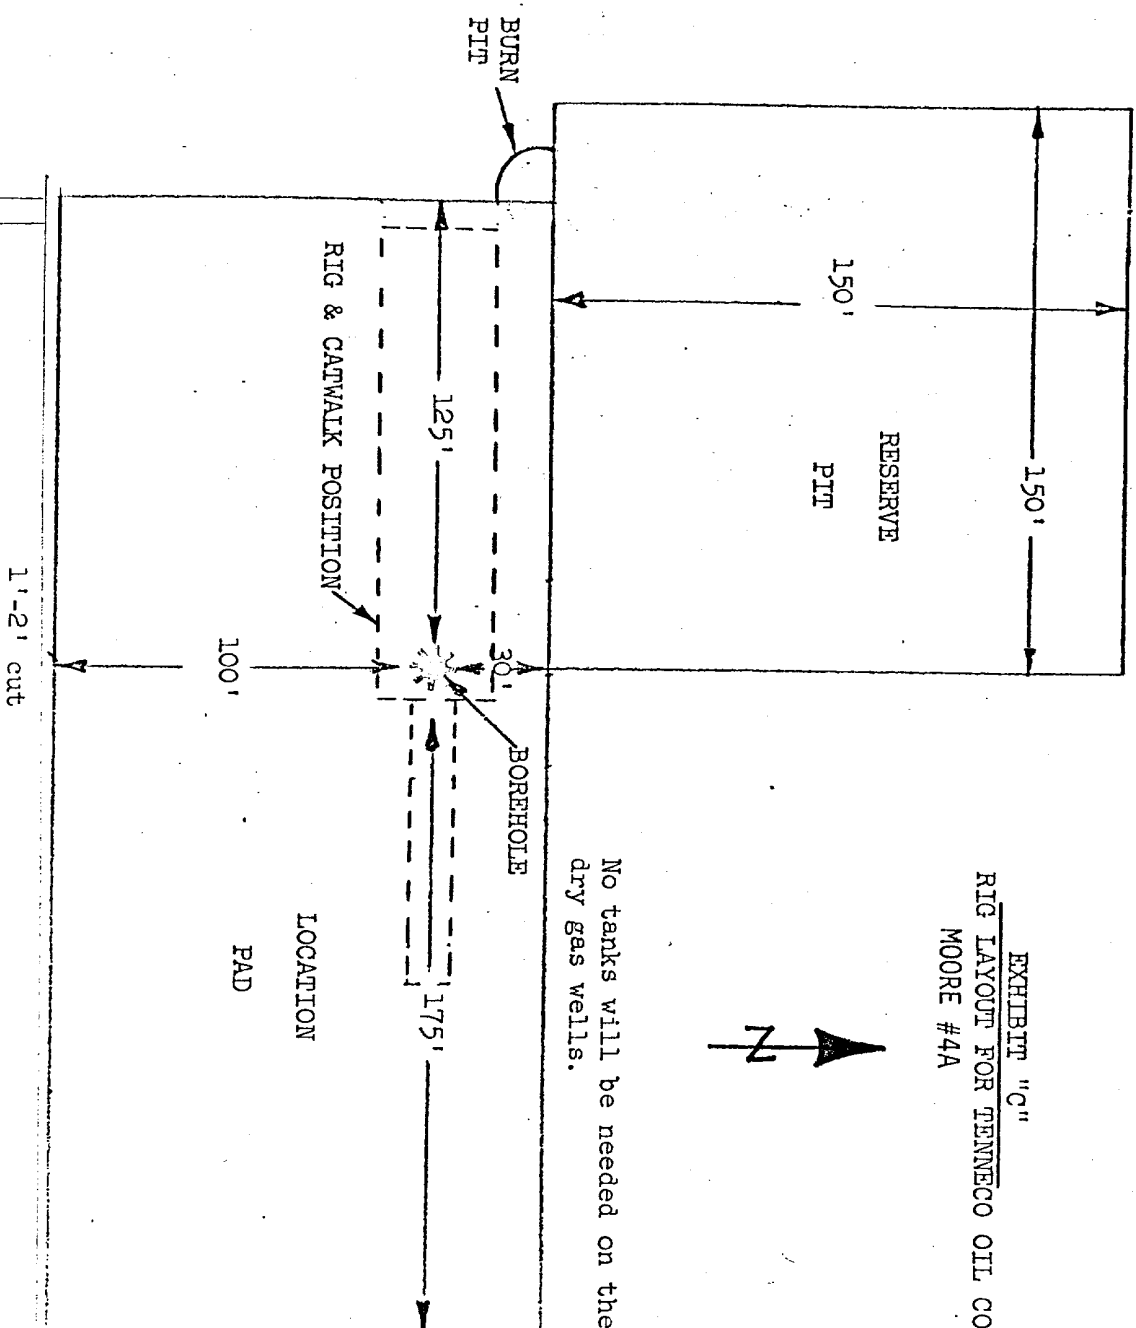 EXHIBIT "C"
RIG LAYOUT FOR TENNECO OIL CO
MOORE #4A
N
No tanks will be needed on the
dry gas wells.
150'
150'
RESERVE
PIT
BURN
PIT
125'
30'
BOREHOLE
175'
RIG & CATWALK POSITION
100'
LOCATION
PAD
1'-2' cut